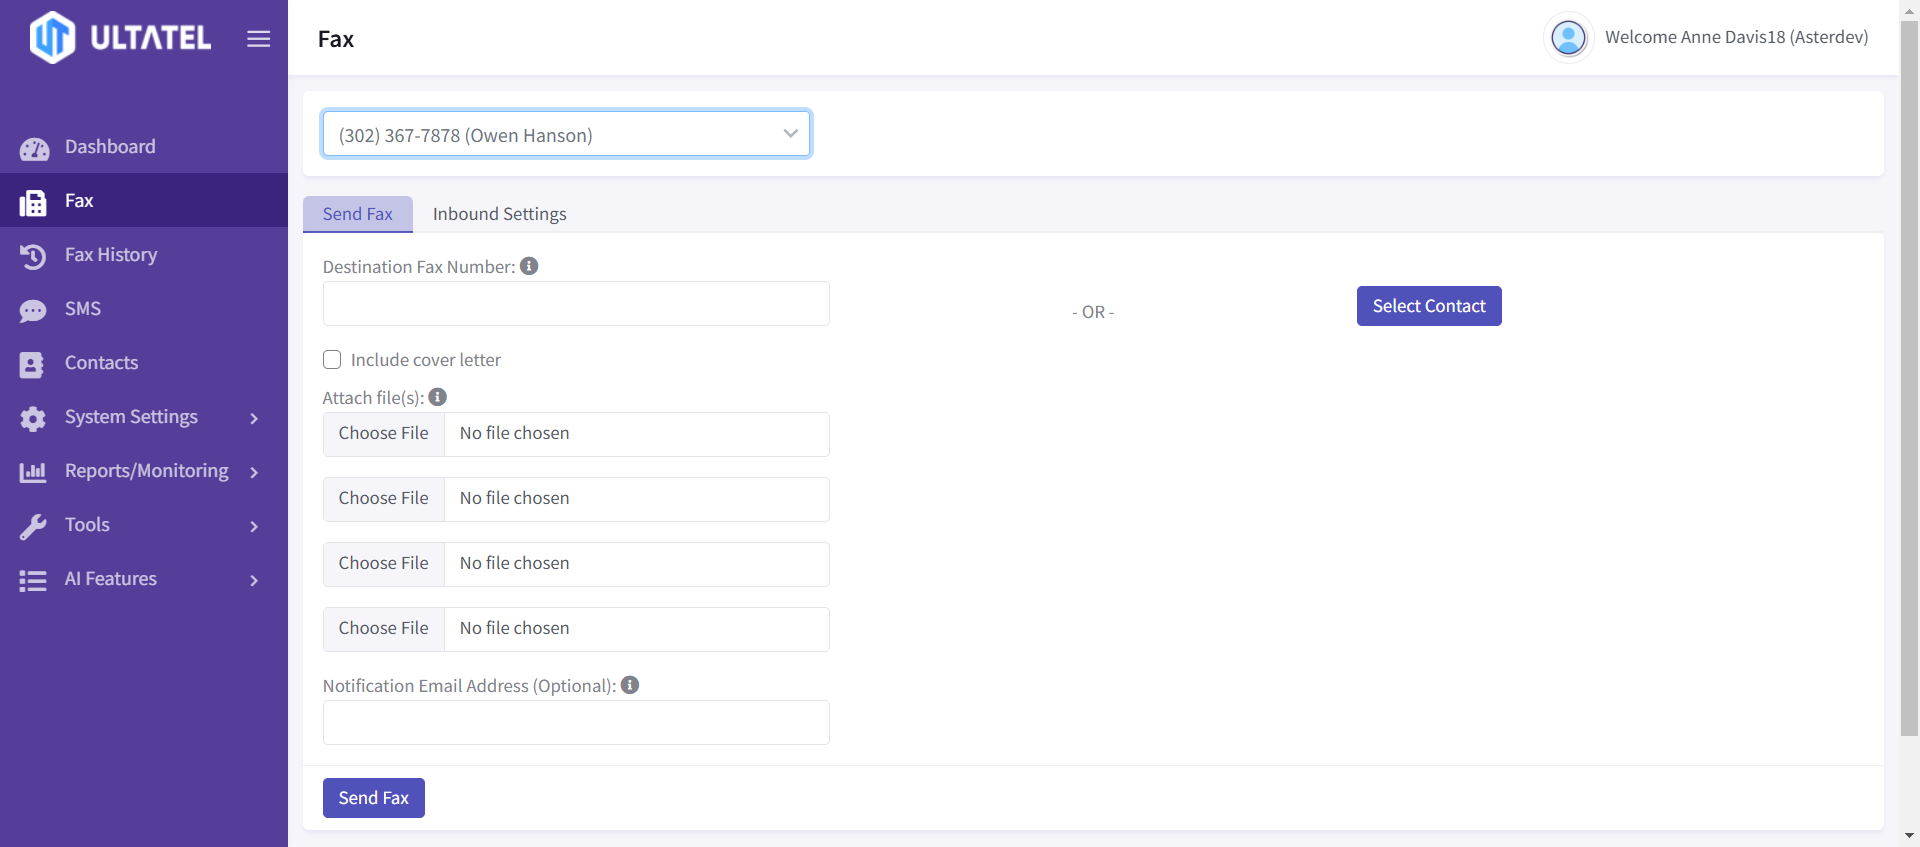 ULTATEL
Fax
Welcome Anne Davis18 (Asterdev)
(302) 367-7878 (Owen Hanson)
Dashboard
Fax
Fax History
SMS
Contacts
System Settings
Reports/Monitoring
Tools
AI Features
Send Fax
Inbound Settings
Destination Fax Number:
- OR -
Select Contact
Include cover letter
Attach file(s):
Choose File No file chosen
Choose File No file chosen
Choose File No file chosen
Choose File No file chosen
Notification Email Address (Optional):
Send Fax